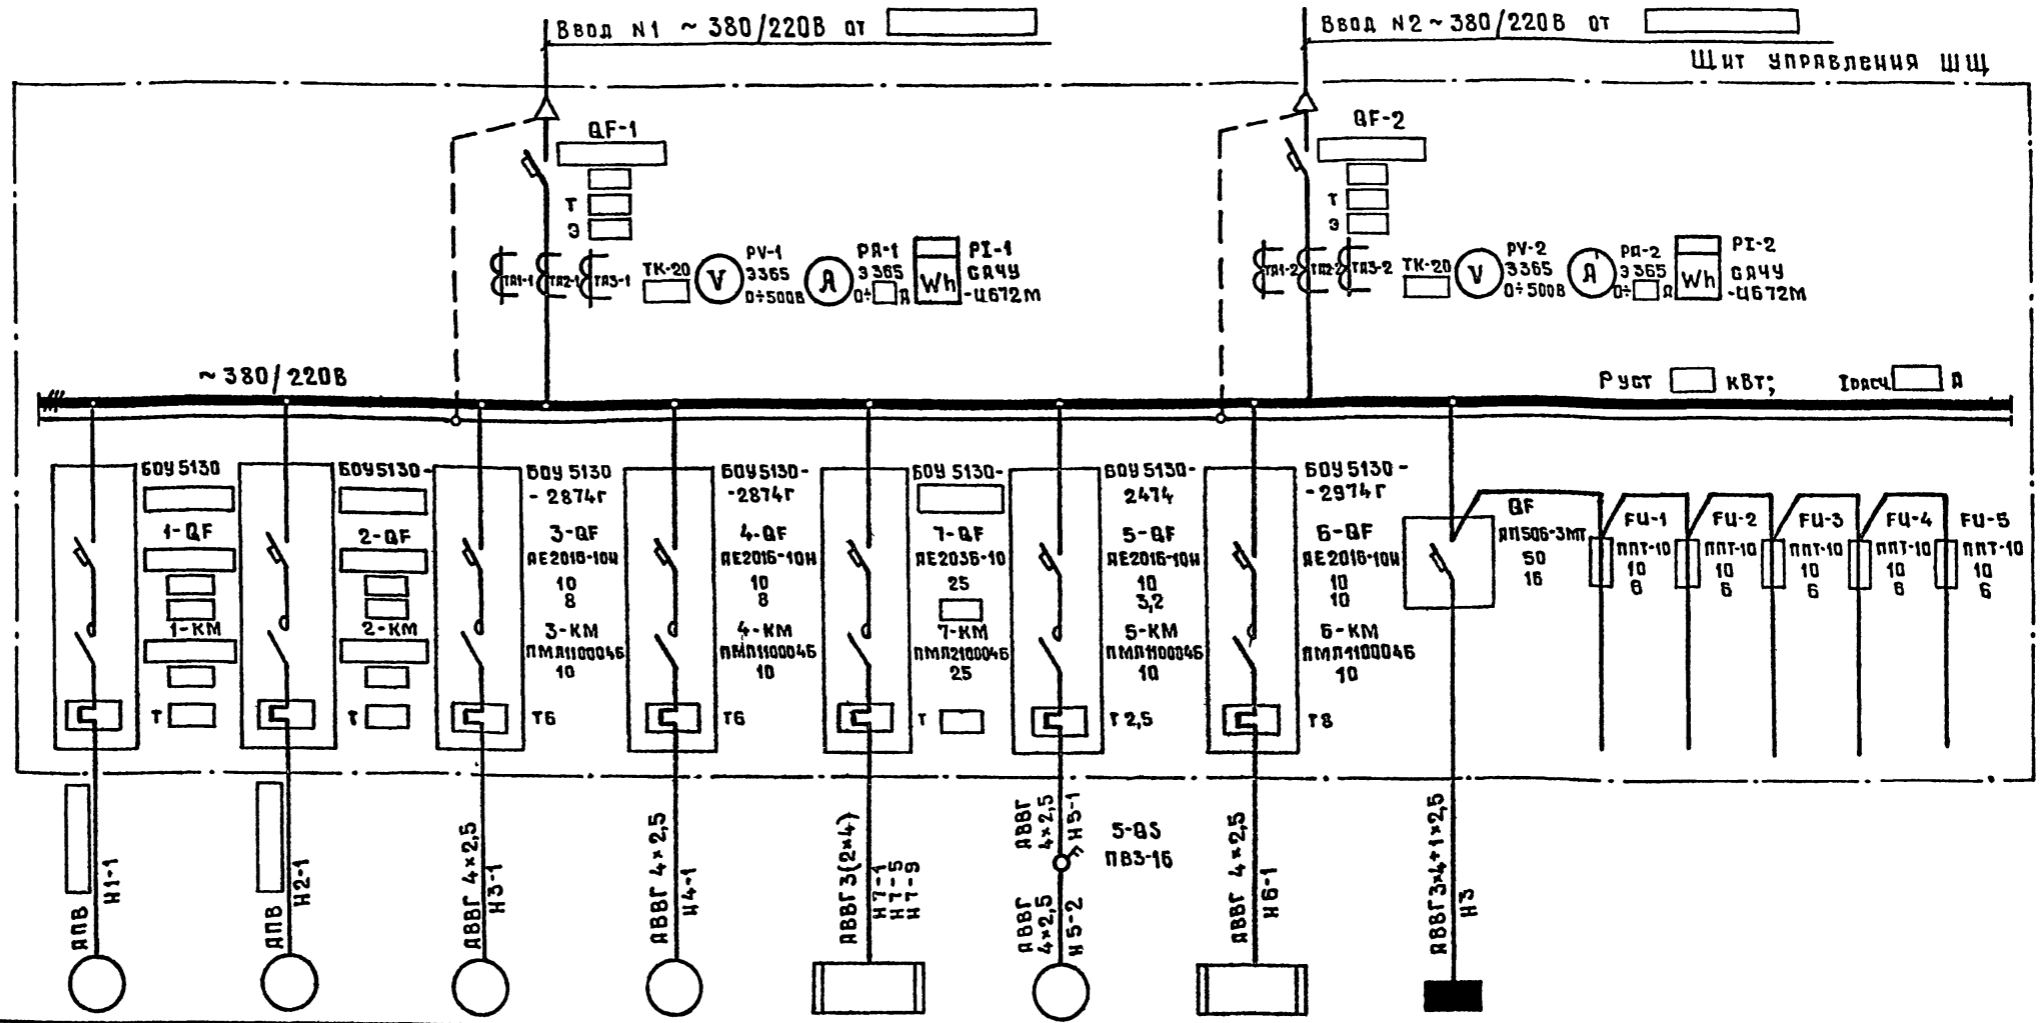 Ввод N1 ~ 380/220В от
Ввод N2 ~ 380/220В от
Щит управления ШЩ
QF-1
Т
Э
ТА1-1
ТА2-1
ТА3-1
ТК-20
V
PV-1
Э365
0÷500В
А
РА-1
Э365
0÷ А
Wh
PI-1
САЧУ
-И672М
QF-2
Т
Э
ТА1-2
ТА2-2
ТА3-2
ТК-20
V
PV-2
Э365
0÷500В
А
РА-2
Э365
0÷ А
Wh
PI-2
САЧУ
-И672М
~ 380/220В
Руст кВт; Iрасч А
БОУ5130
1-QF
1-КМ
Т
БОУ5130-
2-QF
2-КМ
Т
БОУ5130-
-2874Г
3-QF
АЕ2016-10Н
10
8
3-КМ
ПМЛ110004Б
10
Т6
БОУ5130-
-2874Г
4-QF
АЕ2016-10Н
10
8
4-КМ
ПМЛ110004Б
10
Т6
БОУ5130-
7-QF
АЕ2036-10
25
7-КМ
ПМЛ210004Б
25
Т
БОУ5130-
2474
5-QF
АЕ2016-10Н
10
3,2
5-КМ
ПМЛ110004Б
10
Т2,5
БОУ5130-
-2974Г
6-QF
АЕ2016-10Н
10
10
6-КМ
ПМЛ110004Б
10
Т8
QF
АП50Б-3МТ
50
16
FU-1
ППТ-10
10
6
FU-2
ППТ-10
10
6
FU-3
ППТ-10
10
6
FU-4
ППТ-10
10
6
FU-5
ППТ-10
10
6
АПВ
Н1-1
АПВ
Н2-1
АВВГ 4×2,5
Н3-1
АВВГ 4×2,5
Н4-1
АВВГ 3(2×4)
Н7-1
Н7-5
Н7-9
АВВГ
4×2,5
Н5-1
5-QS
ПВ3-16
АВВГ
4×2,5
Н5-2
АВВГ 4×2,5
Н6-1
АВВГ3×4+1×2,5
Н3